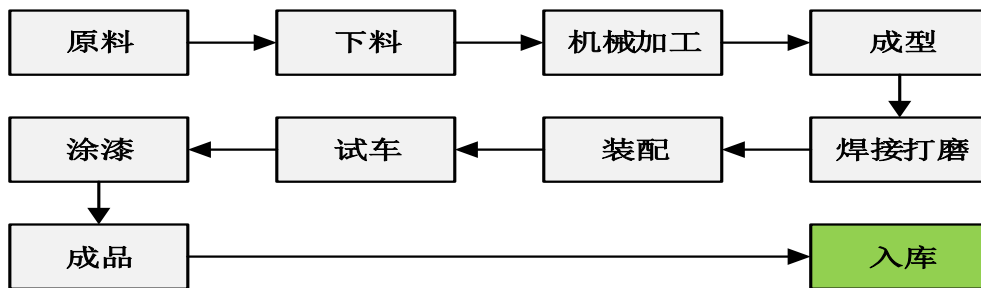 原料
下料
机械加工
成型
焊接打磨
装配
试车
涂漆
成品
入库